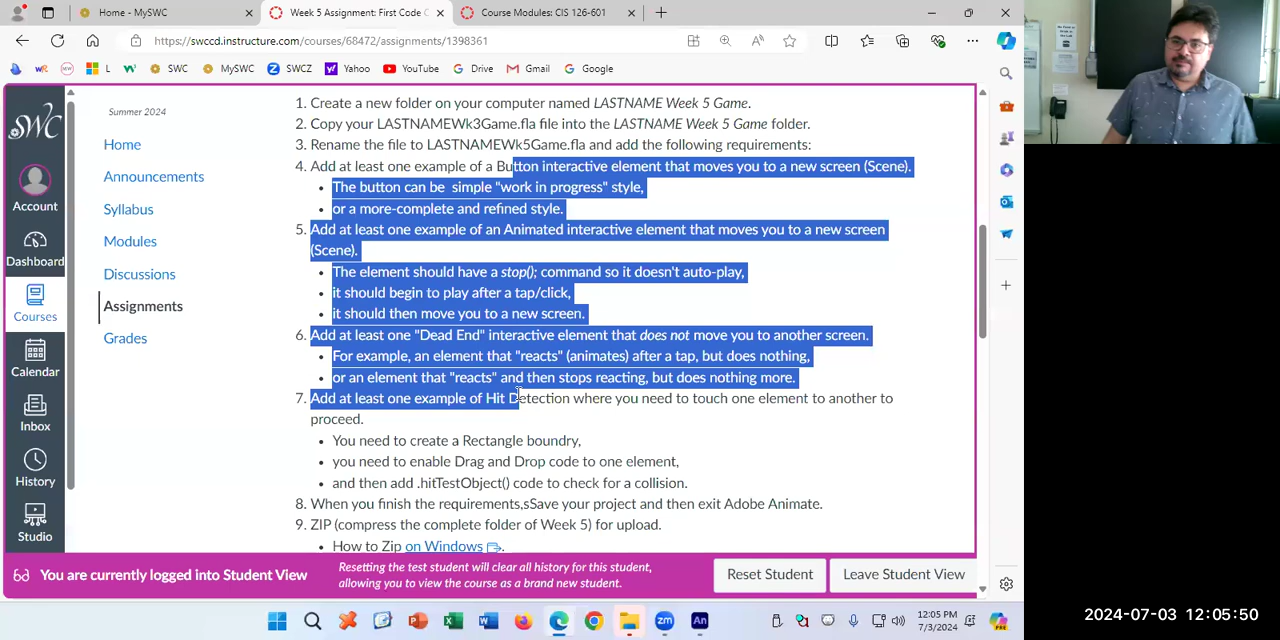 Home - MySWC
Week 5 Assignment: First Code C
Course Modules: CIS 126-601
https://swccd.instructure.com/courses/68472/assignments/1398361
L
SWC
MySWC
SWCZ
Yahoo
YouTube
Drive
Gmail
Google
SWC
Account
Dashboard
Courses
Calendar
Inbox
History
Studio
Summer 2024
Home
Announcements
Syllabus
Modules
Discussions
Assignments
Grades
1. Create a new folder on your computer named LASTNAME Week 5 Game.
2. Copy your LASTNAMEWk3Game.fla file into the LASTNAME Week 5 Game folder.
3. Rename the file to LASTNAMEWk5Game.fla and add the following requirements:
4. Add at least one example of a Button interactive element that moves you to a new screen (Scene).
• The button can be simple "work in progress" style,
• or a more-complete and refined style.
5. Add at least one example of an Animated interactive element that moves you to a new screen
(Scene).
• The element should have a stop(); command so it doesn't auto-play,
• it should begin to play after a tap/click,
• it should then move you to a new screen.
6. Add at least one "Dead End" interactive element that does not move you to another screen.
• For example, an element that "reacts" (animates) after a tap, but does nothing,
• or an element that "reacts" and then stops reacting, but does nothing more.
7. Add at least one example of Hit Detection where you need to touch one element to another to
proceed.
• You need to create a Rectangle boundry,
• you need to enable Drag and Drop code to one element,
• and then add .hitTestObject() code to check for a collision.
8. When you finish the requirements,sSave your project and then exit Adobe Animate.
9. ZIP (compress the complete folder of Week 5) for upload.
• How to Zip on Windows.
You are currently logged into Student View
Resetting the test student will clear all history for this student,
allowing you to view the course as a brand new student.
Reset Student
Leave Student View
12:05 PM
7/3/2024
2024-07-03 12:05:50